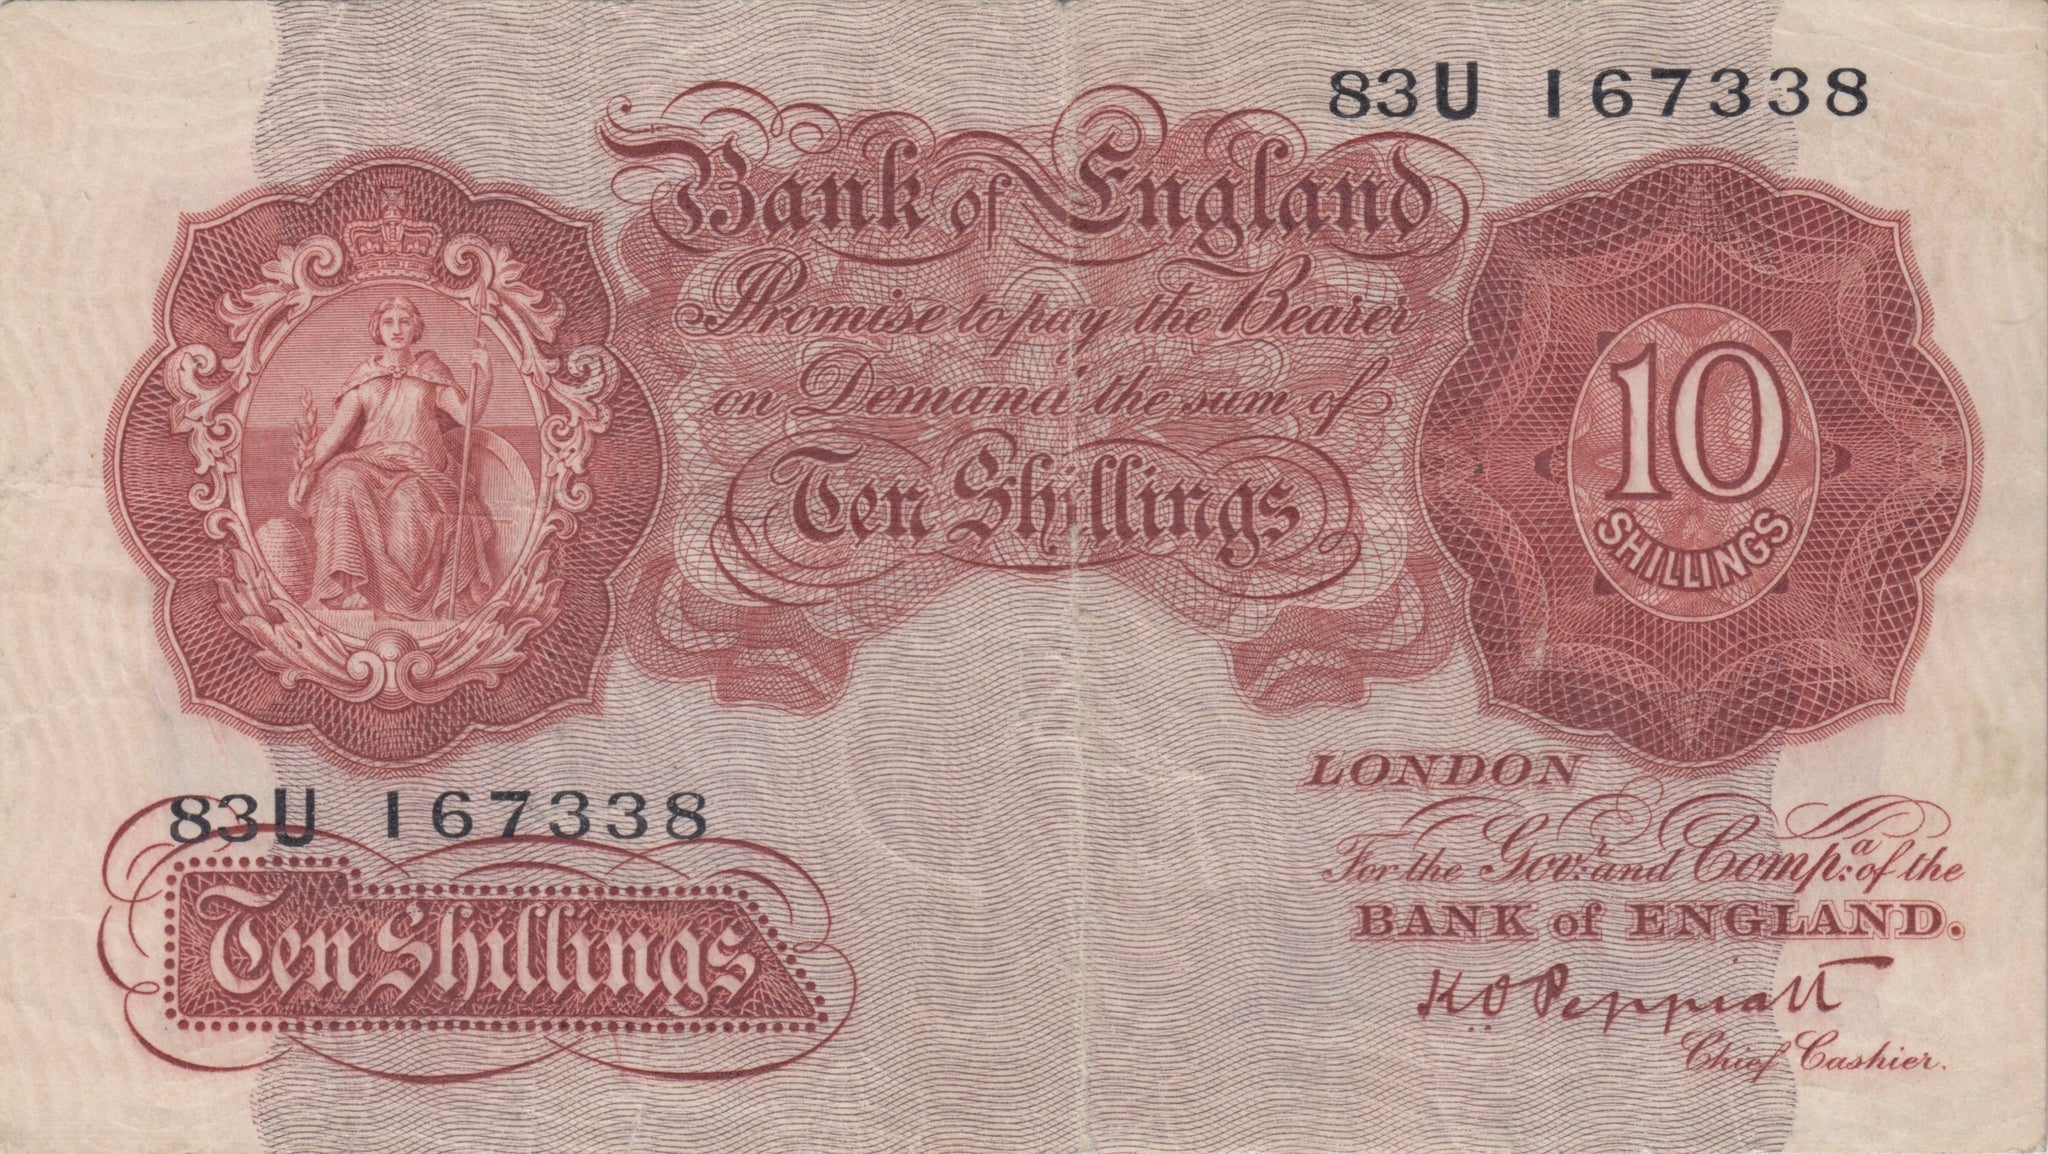 83U 167338
Bank of England
Promise to pay the Bearer
on Demand the sum of
Ten Shillings
10
SHILLINGS
83U 167338
Ten Shillings
LONDON
For the Govr. and Compa. of the
BANK of ENGLAND.
K.O. Peppiatt
Chief Cashier.